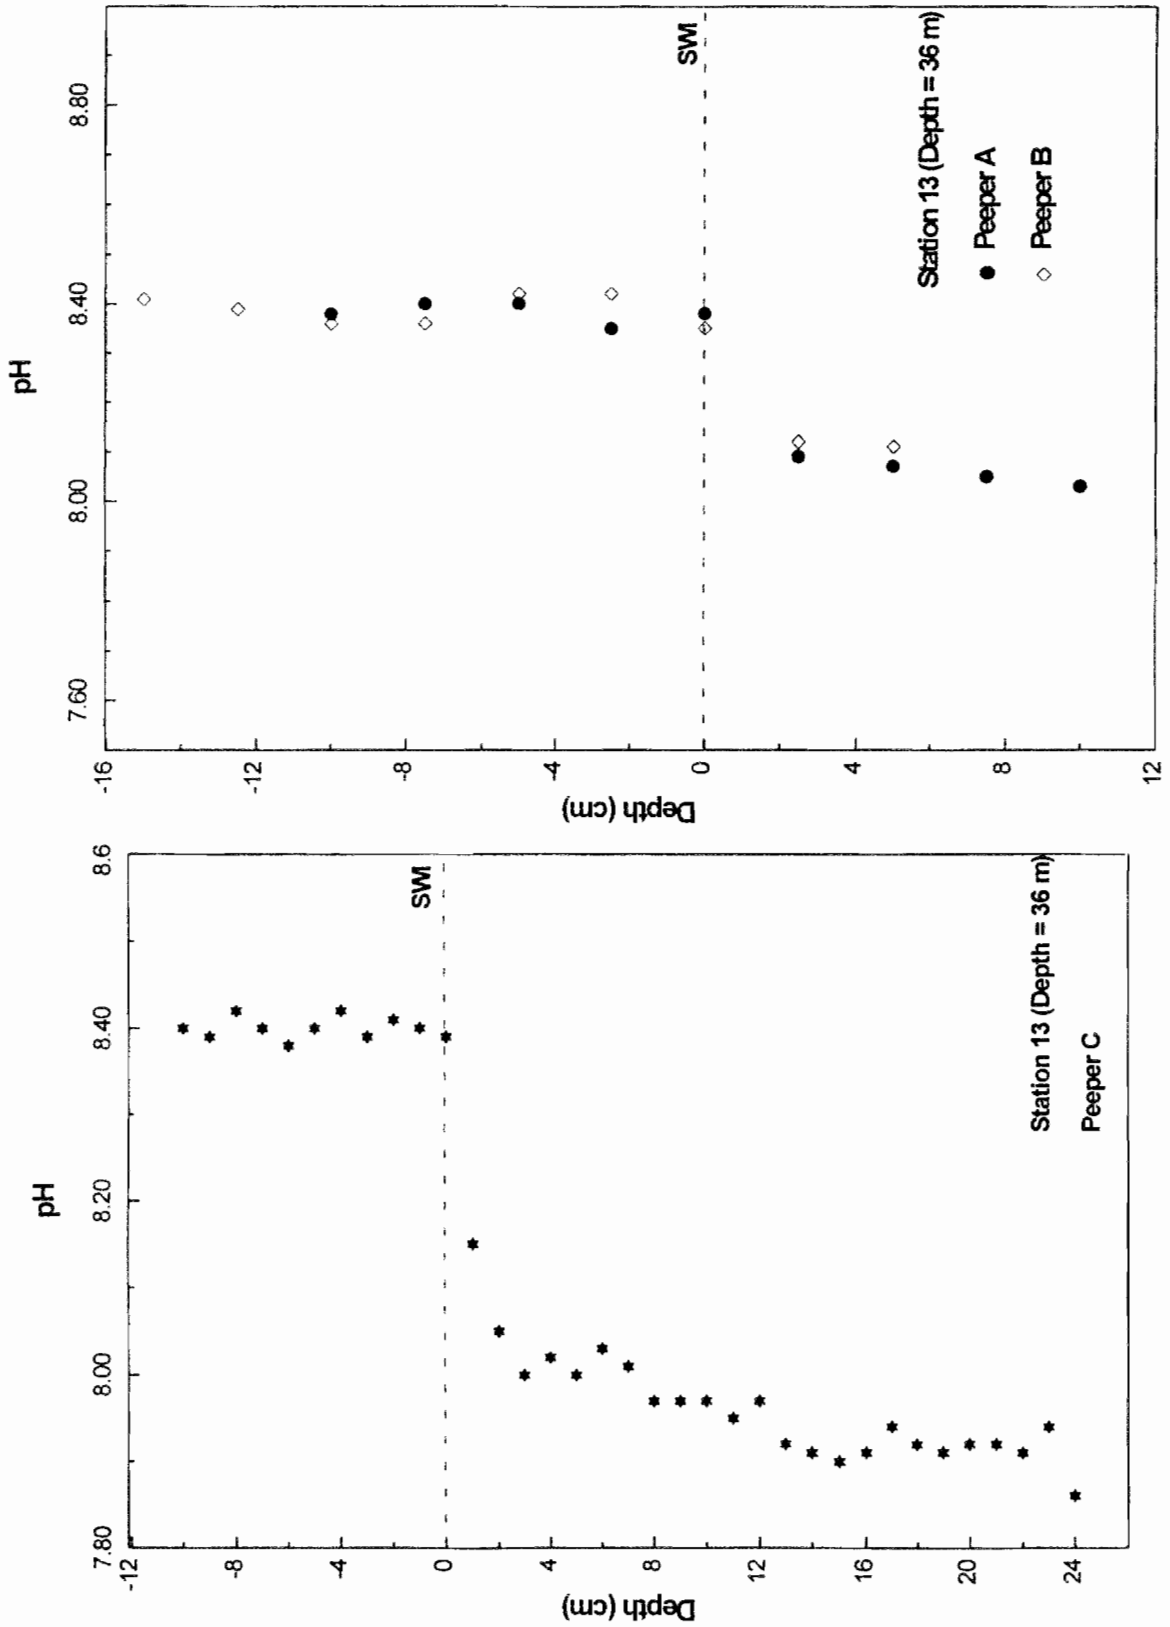 pH
7.60
8.00
8.40
8.80
-16
-12
-8
-4
0
4
8
12
Depth (cm)
SWI
Station 13 (Depth = 36 m)
Peeper A
Peeper B
pH
7.80
8.00
8.20
8.40
8.6
-12
-8
-4
0
4
8
12
16
20
24
Depth (cm)
SWI
Station 13 (Depth = 36 m)
Peeper C